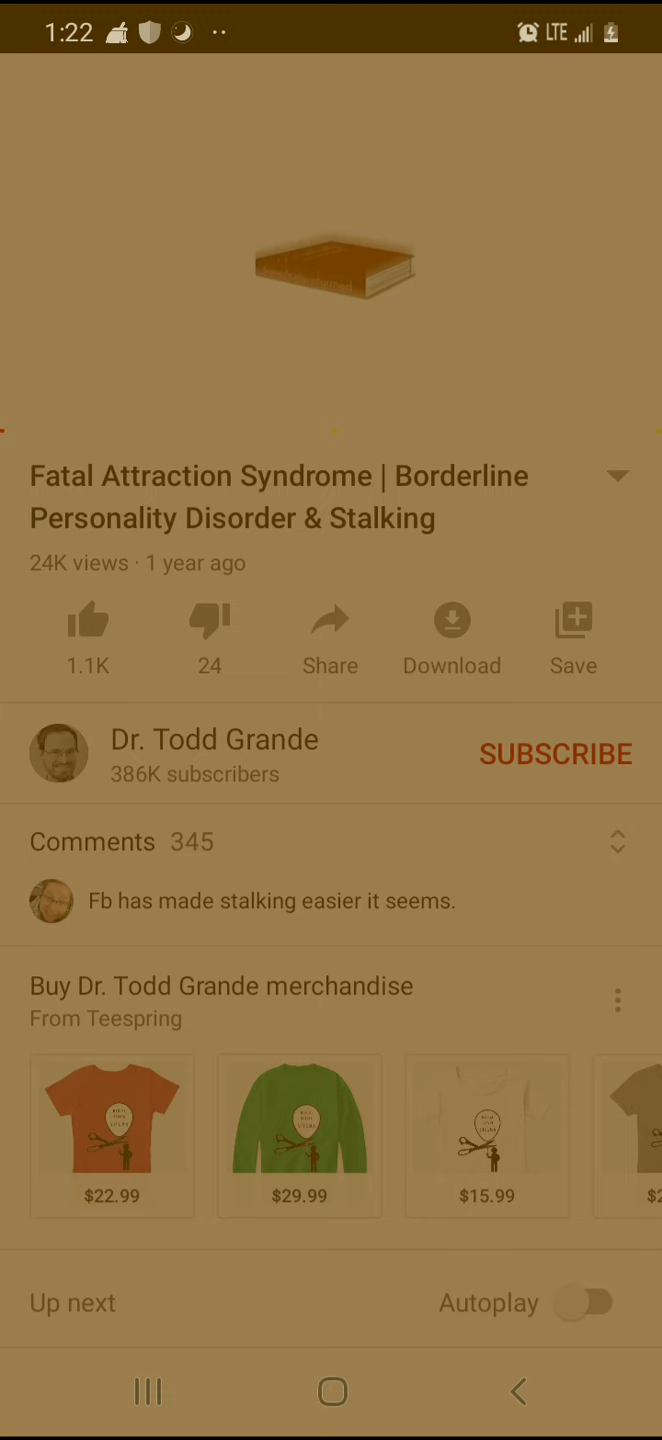 1:22
LTE
Fatal Attraction Syndrome | Borderline
Personality Disorder & Stalking
24K views · 1 year ago
1.1K
24
Share
Download
Save
Dr. Todd Grande
386K subscribers
SUBSCRIBE
Comments 345
Fb has made stalking easier it seems.
Buy Dr. Todd Grande merchandise
From Teespring
$22.99
$29.99
$15.99
Up next
Autoplay